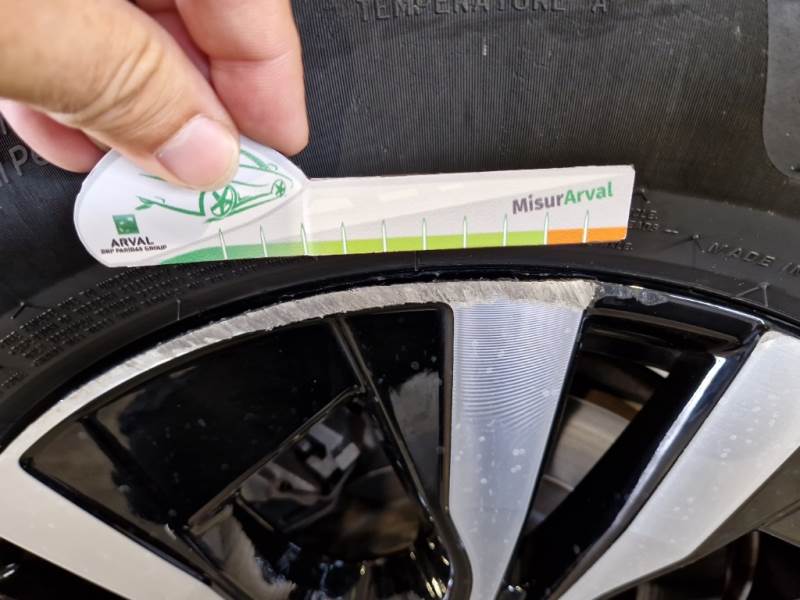 TEMPERATURE A
MisurArval
ARVAL
BNP PARIBAS GROUP
MADE IN